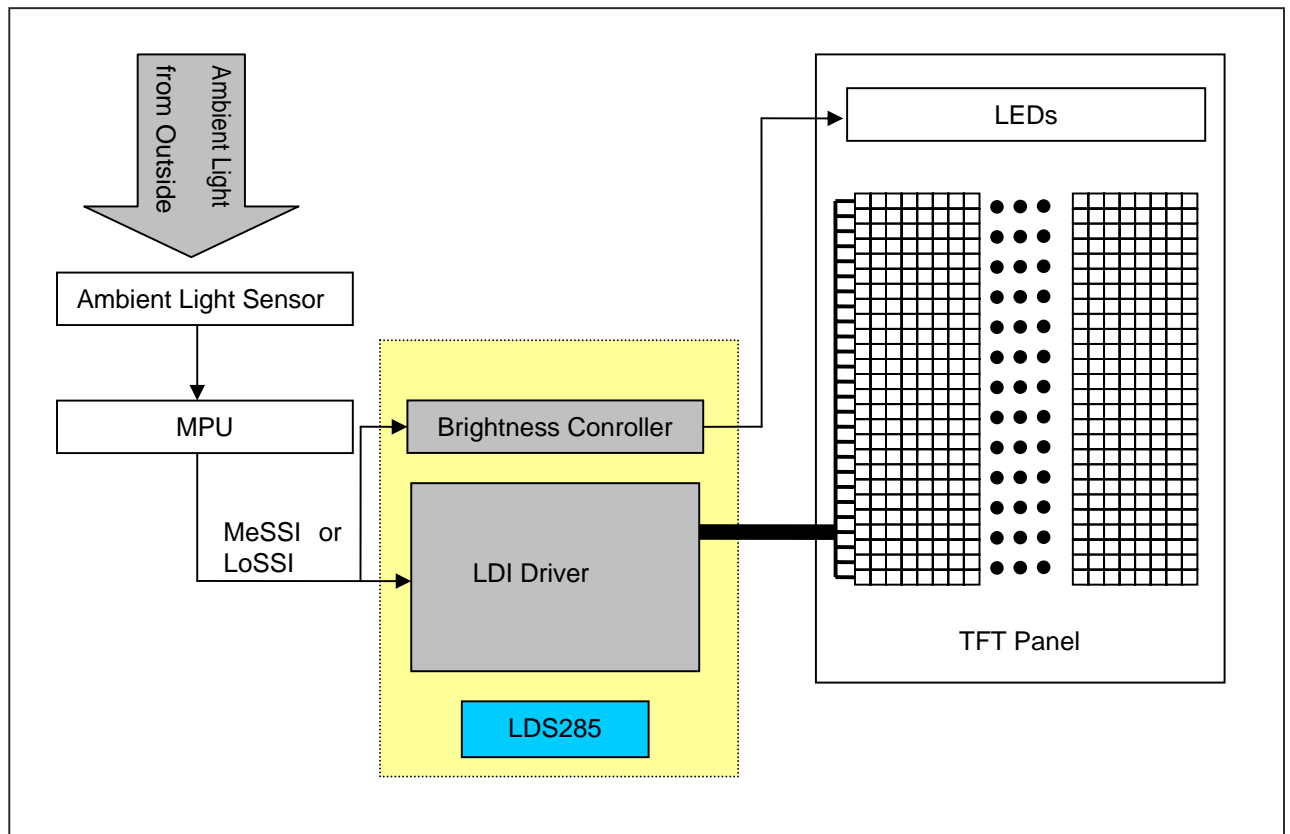 Ambient Light
from Outside
LEDs
Ambient Light Sensor
MPU
Brightness Conroller
MeSSI or
LoSSI
LDI Driver
TFT Panel
LDS285